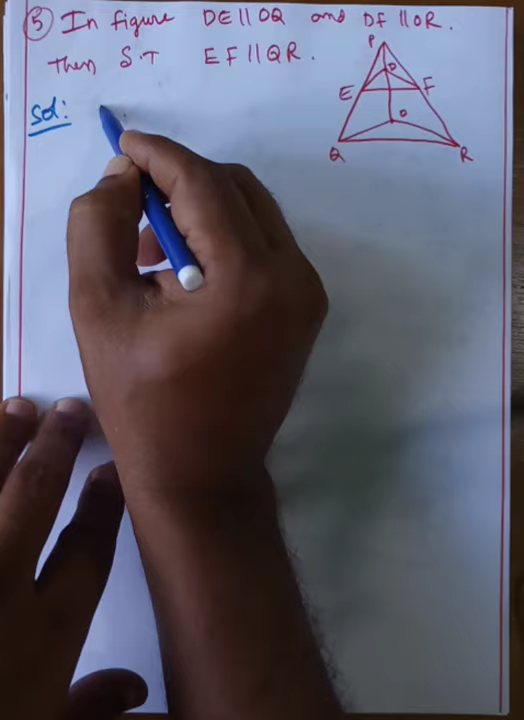 5 In figure DE || OQ and DF || OR.
Then S.T EF || QR.
Sol:
P
D
E F
O
Q R